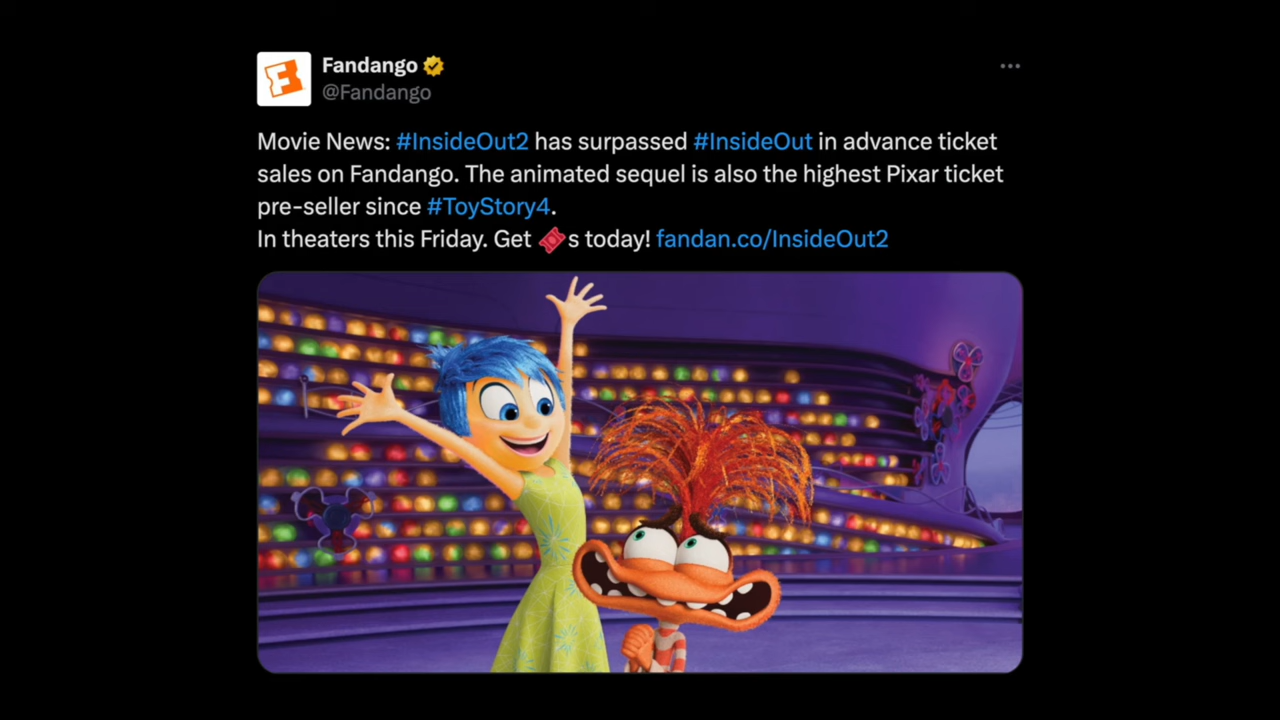 Fandango
@Fandango
Movie News: #InsideOut2 has surpassed #InsideOut in advance ticket
sales on Fandango. The animated sequel is also the highest Pixar ticket
pre-seller since #ToyStory4.
In theaters this Friday. Get 🎟️s today! fandan.co/InsideOut2